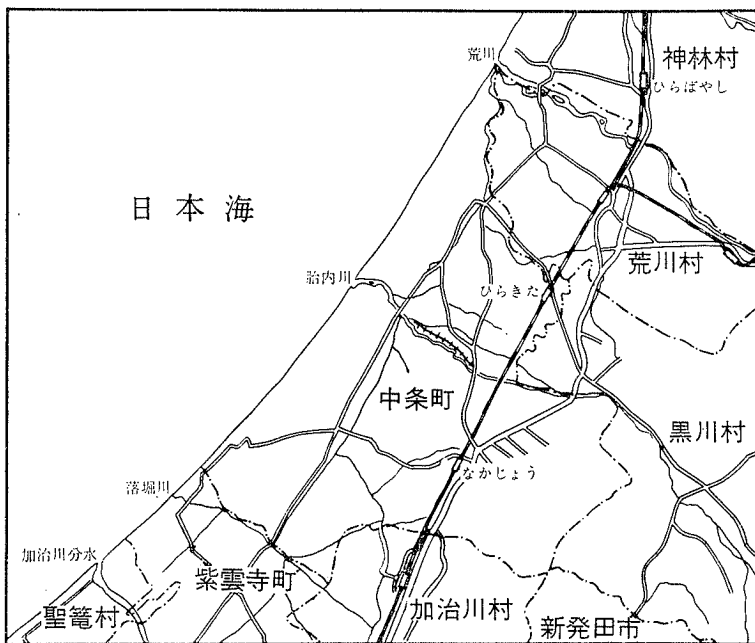 荒川
神林村
ひらばやし
日本海
荒川村
胎内川
ひらきた
中条町
黒川村
なかじょう
落堀川
加治川分水
紫雲寺町
聖篭村
加治川村
新発田市